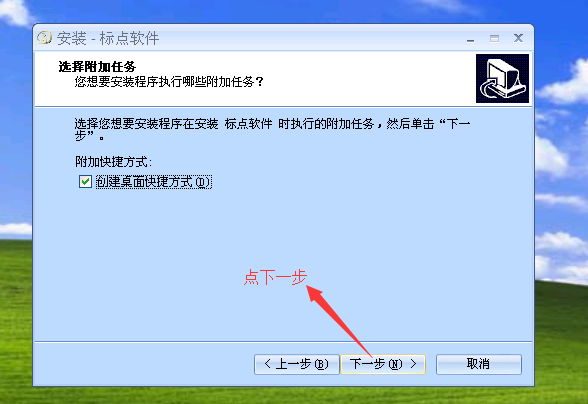 安装 - 标点软件
选择附加任务
您想要安装程序执行哪些附加任务？
选择您想要安装程序在安装 标点软件 时执行的附加任务，然后单击“下一
步”。
附加快捷方式:
创建桌面快捷方式(D)
点下一步
< 上一步(B)
下一步(N) >
取消